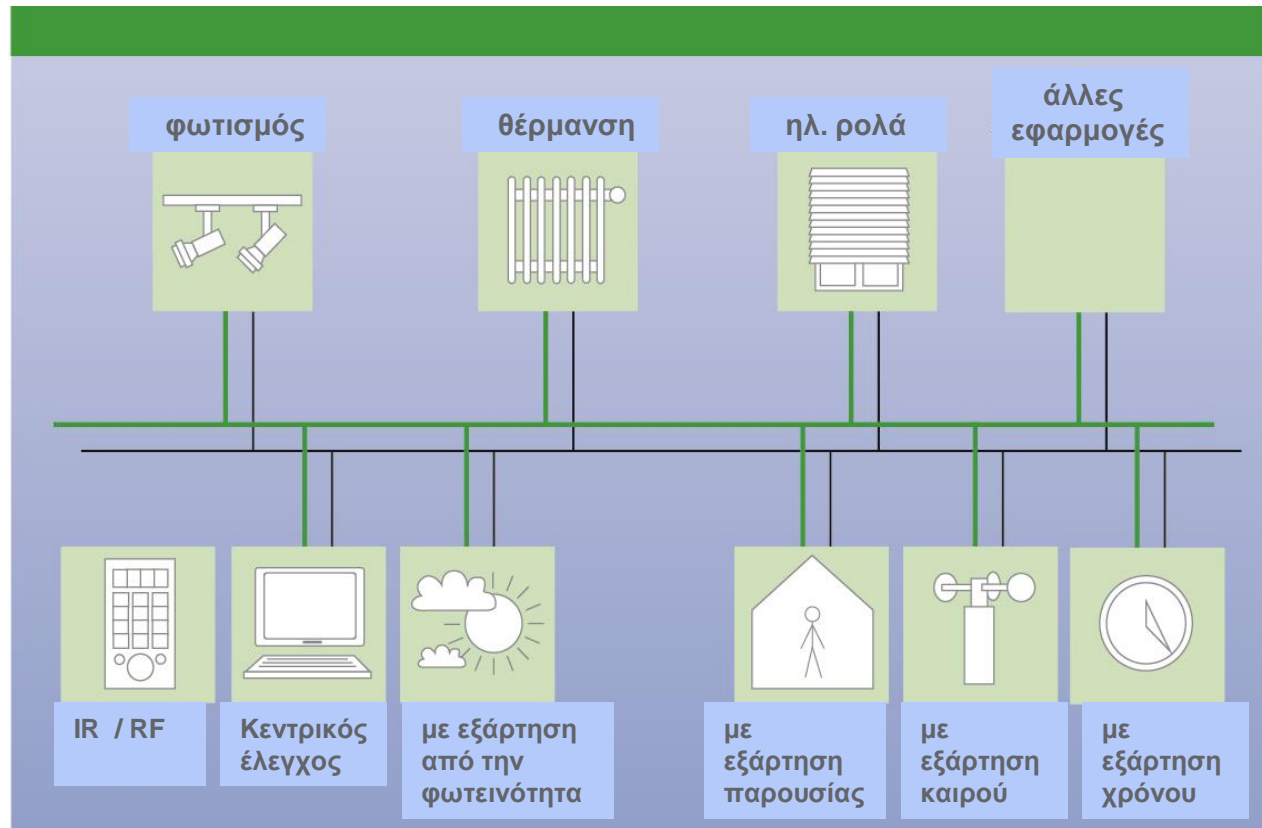 φωτισμός
θέρμανση
ηλ. ρολά
άλλες
εφαρμογές
IR / RF
Κεντρικός
έλεγχος
με εξάρτηση
από την
φωτεινότητα
με
εξάρτηση
παρουσίας
με
εξάρτηση
καιρού
με
εξάρτηση
χρόνου